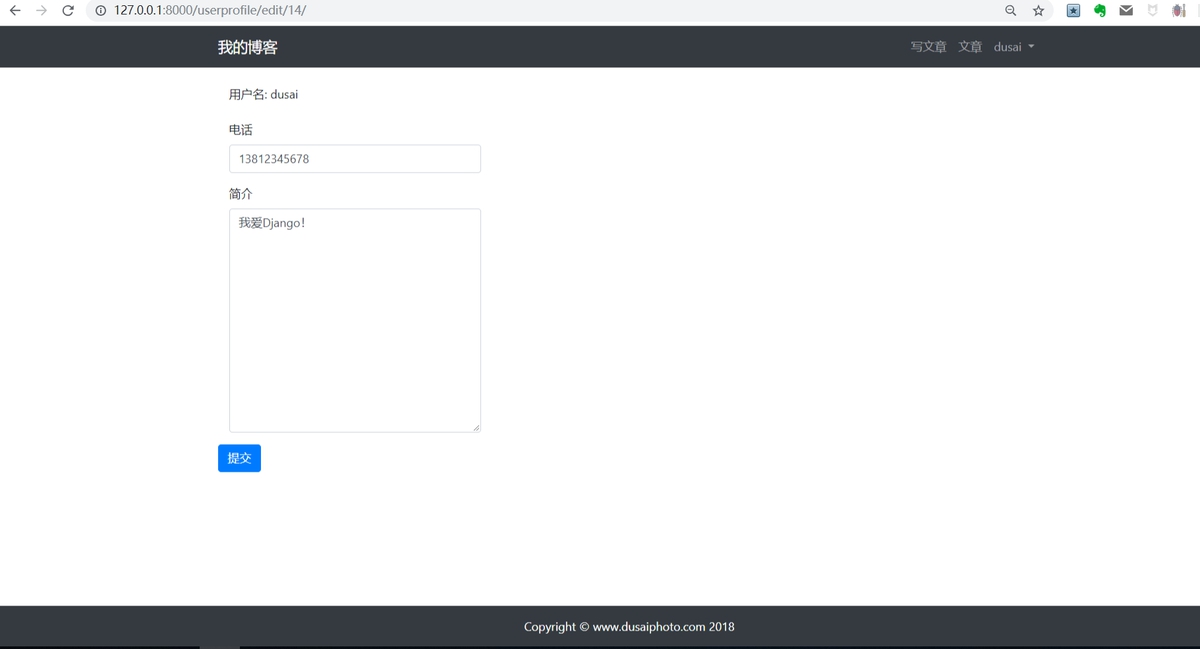 127.0.0.1:8000/userprofile/edit/14/
我的博客 写文章 文章 dusai
用户名: dusai
电话
13812345678
简介
我爱Django!
提交
Copyright © www.dusaiphoto.com 2018